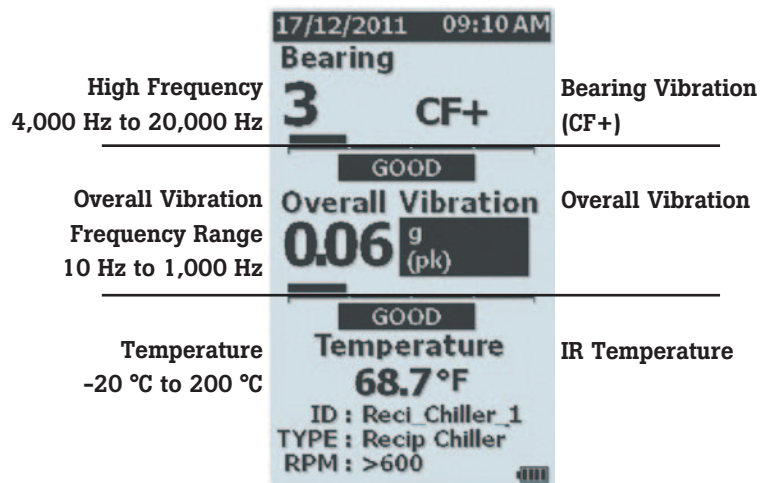 17/12/2011 09:10 AM
Bearing
High Frequency
4,000 Hz to 20,000 Hz
3 CF+
Bearing Vibration
(CF+)
GOOD
Overall Vibration
Frequency Range
10 Hz to 1,000 Hz
Overall Vibration
0.06 g
(pk)
Overall Vibration
GOOD
Temperature
-20 °C to 200 °C
Temperature
68.7 °F
IR Temperature
ID : Reci_Chiller_1
TYPE : Recip Chiller
RPM : >600